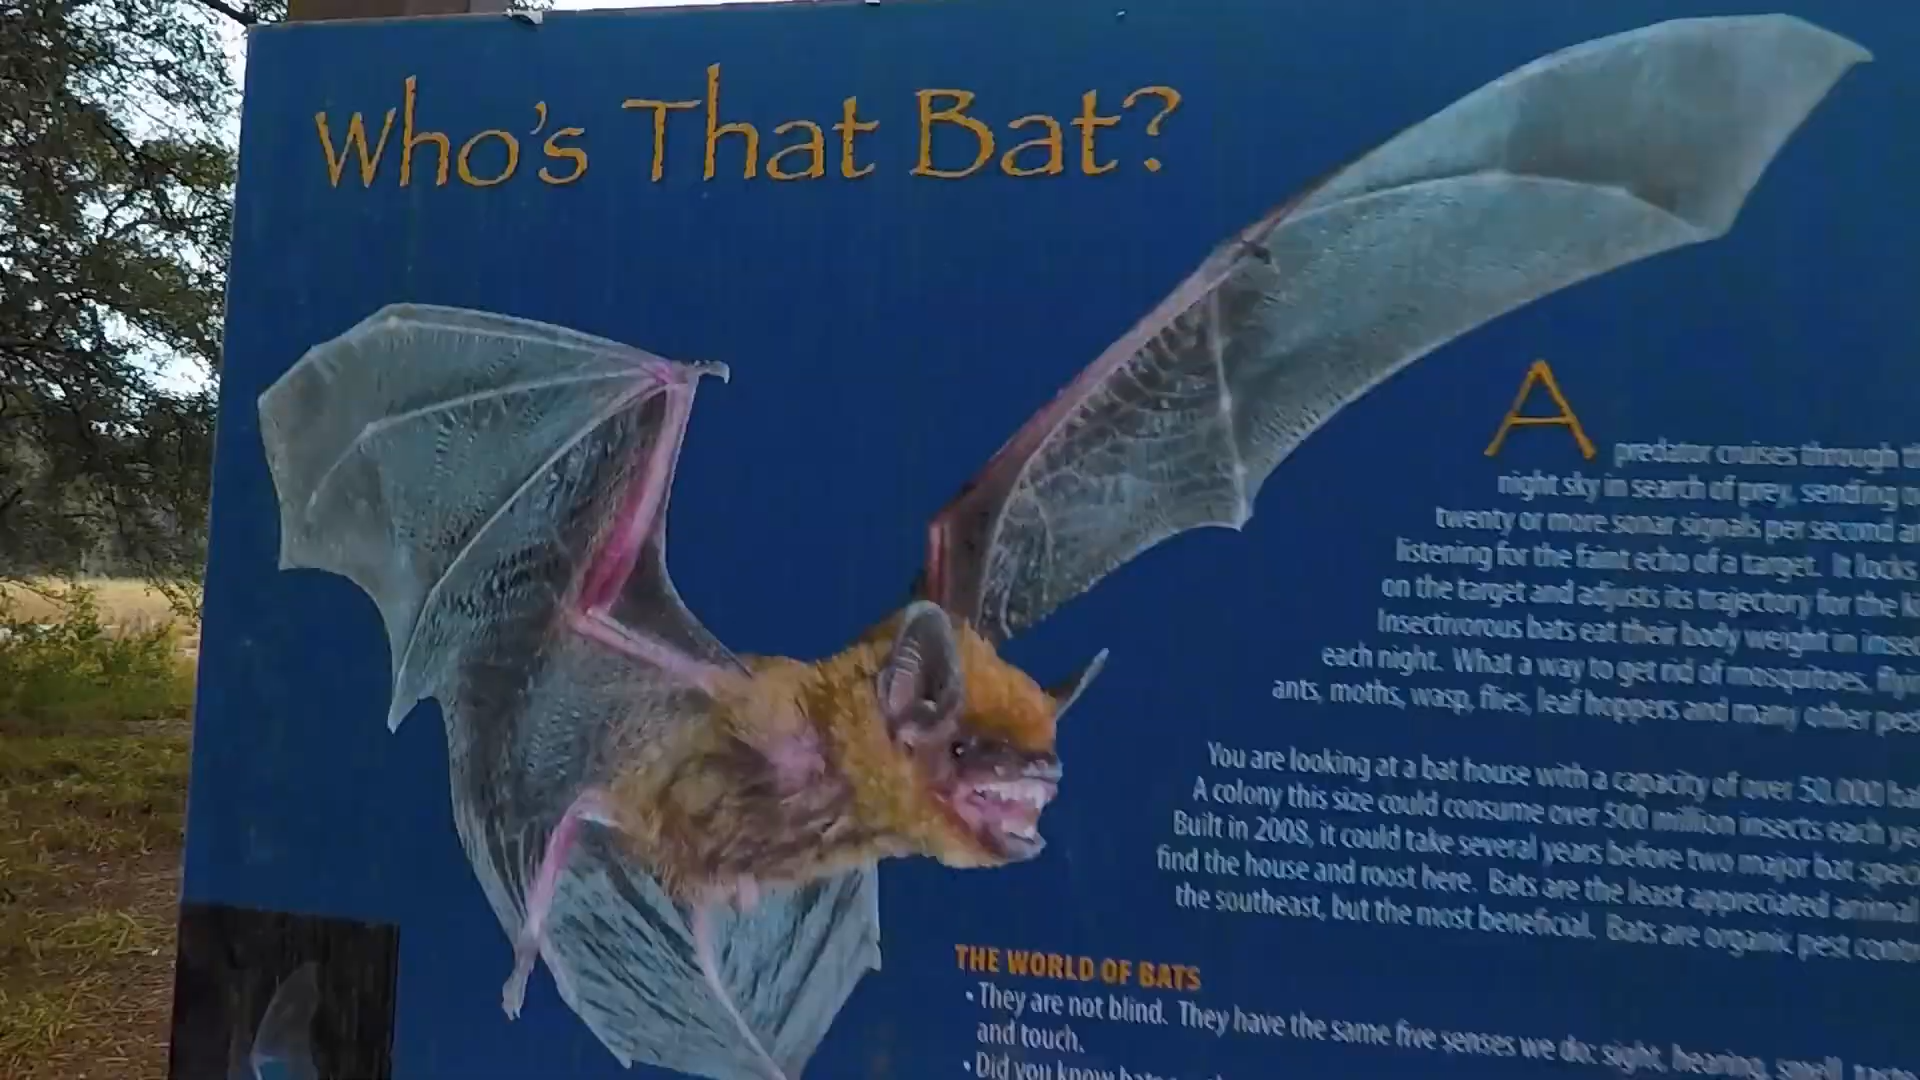 Who's That Bat?
A
predator cruises through
night sky in search of prey, sending
twenty or more sonar signals per second
listening for the faint echo of a target. It locks
on the target and adjusts its trajectory for the
Insectivorous bats eat their body weight in
each night. What a way to get rid of mosquitoes,
ants, moths, wasp, flies, leaf hoppers and many other
You are looking at a bat house with a capacity of over 50,000
A colony this size could consume over 500 million insects each
Built in 2008, it could take several years before two major bat
find the house and roost here. Bats are the least appreciated
the southeast, but the most beneficial. Bats are organic pest
THE WORLD OF BATS
• They are not blind. They have the same five senses we do: sight, hearing, smell,
and touch.
• Did you know